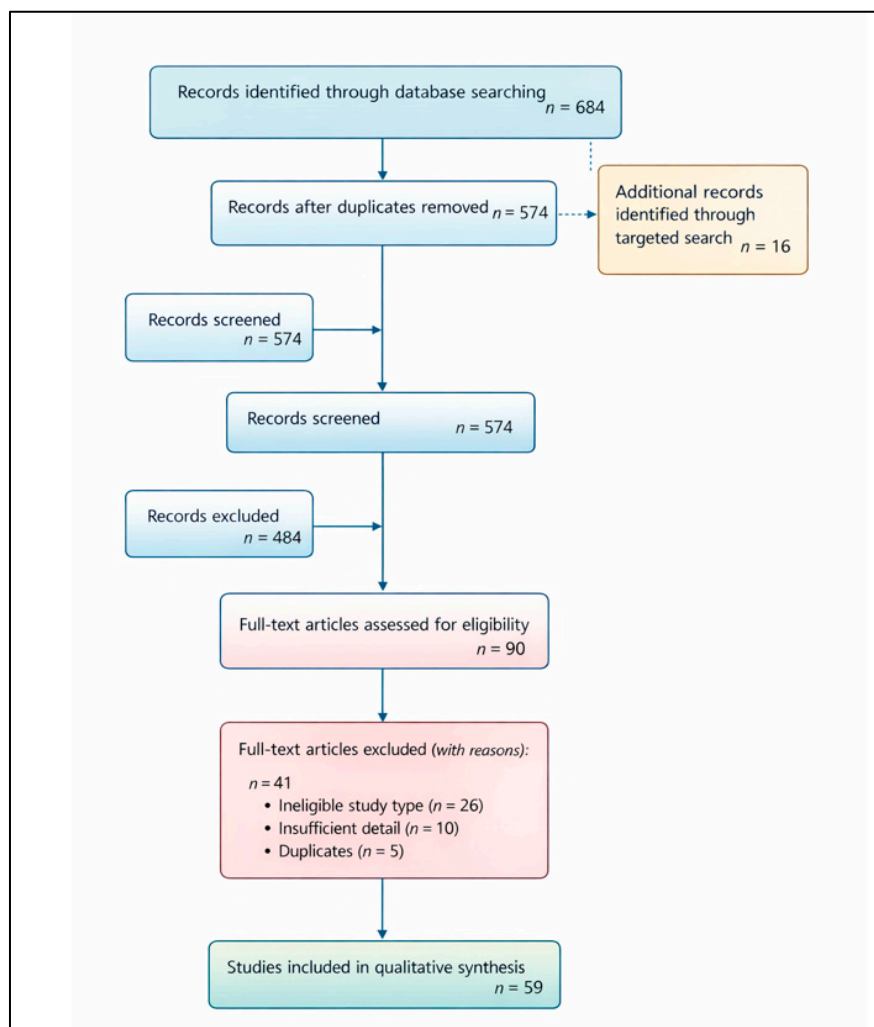 Records identified through database searching
n = 684
Records after duplicates removed n = 574
Additional records
identified through
targeted search
n = 16
Records screened
n = 574
Records screened
n = 574
Records excluded
n = 484
Full-text articles assessed for eligibility
n = 90
Full-text articles excluded (with reasons):
n = 41
• Ineligible study type (n = 26)
• Insufficient detail (n = 10)
• Duplicates (n = 5)
Studies included in qualitative synthesis
n = 59